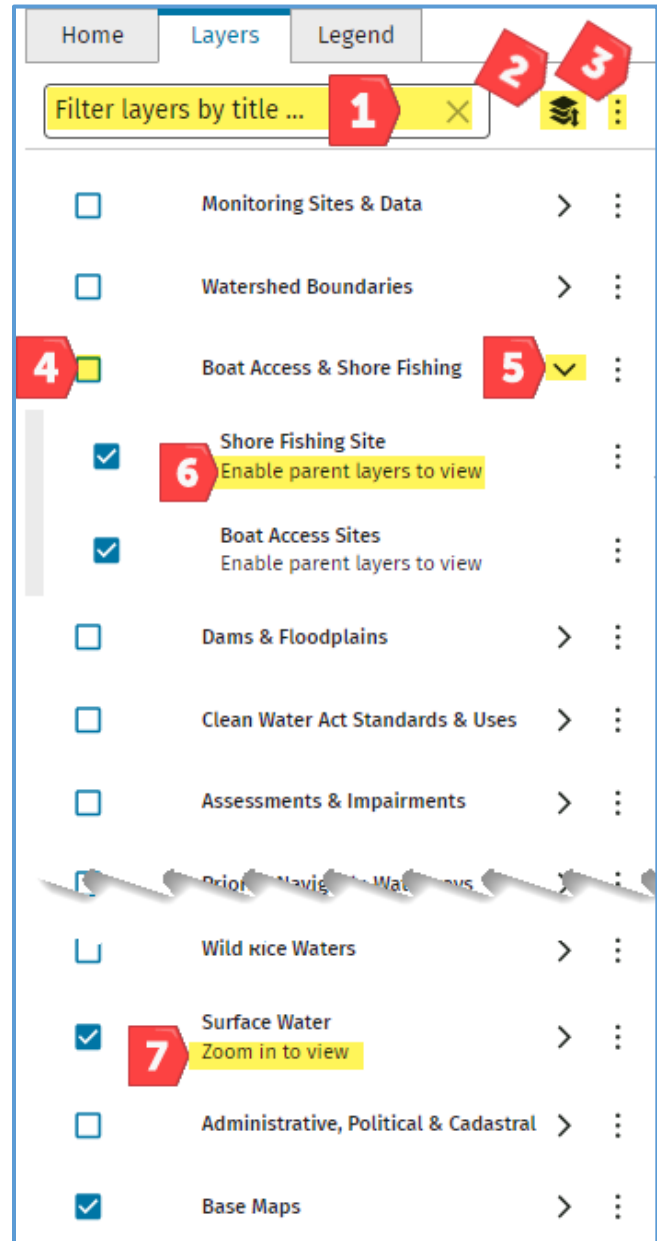 Home Layers Legend
2 3
Filter layers by title ... 1
Monitoring Sites & Data
Watershed Boundaries
4 Boat Access & Shore Fishing 5
Shore Fishing Site
6 Enable parent layers to view
Boat Access Sites
Enable parent layers to view
Dams & Floodplains
Clean Water Act Standards & Uses
Assessments & Impairments
Wild Rice Waters
Surface Water
7 Zoom in to view
Administrative, Political & Cadastral
Base Maps